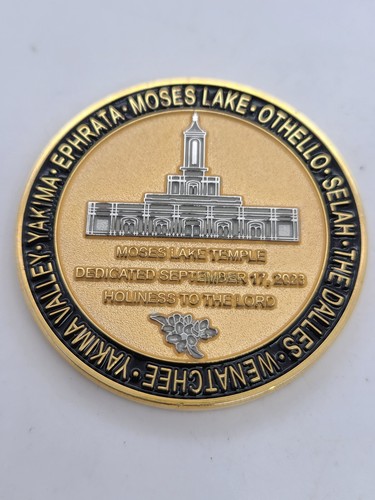 YAKIMA VALLEY · YAKIMA · EPHRATA · MOSES LAKE · OTHELLO · SELAH · THE DALLES · WENATCHEE ·
MOSES LAKE TEMPLE
DEDICATED SEPTEMBER 17, 2023
HOLINESS TO THE LORD